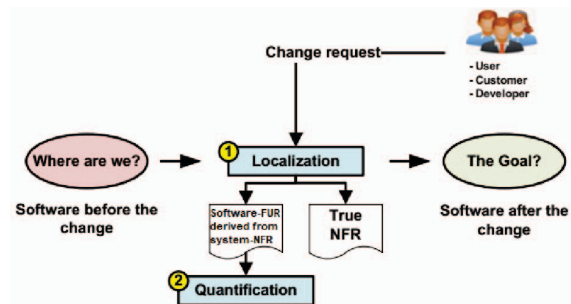 Change request
- User
- Customer
- Developer
Where are we?
1
Localization
The Goal?
Software before the
change
Software-FUR
derived from
system-NFR
True
NFR
Software after the
change
2
Quantification